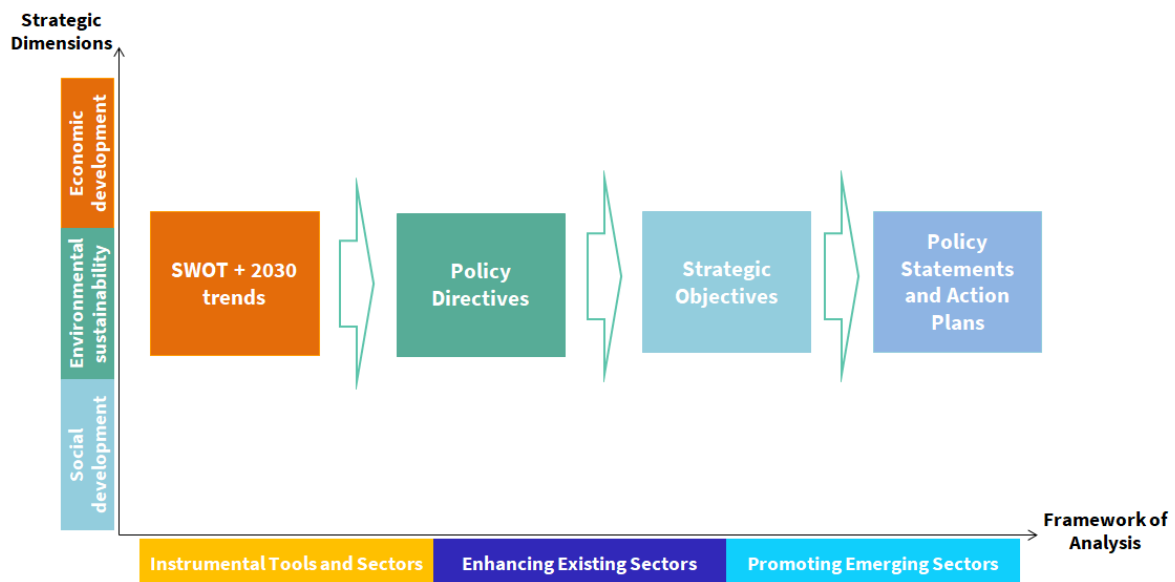 Strategic
Dimensions
Economic
development
Environmental
sustainability
Social
development
SWOT + 2030
trends
Policy
Directives
Strategic
Objectives
Policy
Statements
and Action
Plans
Framework of
Analysis
Instrumental Tools and Sectors
Enhancing Existing Sectors
Promoting Emerging Sectors